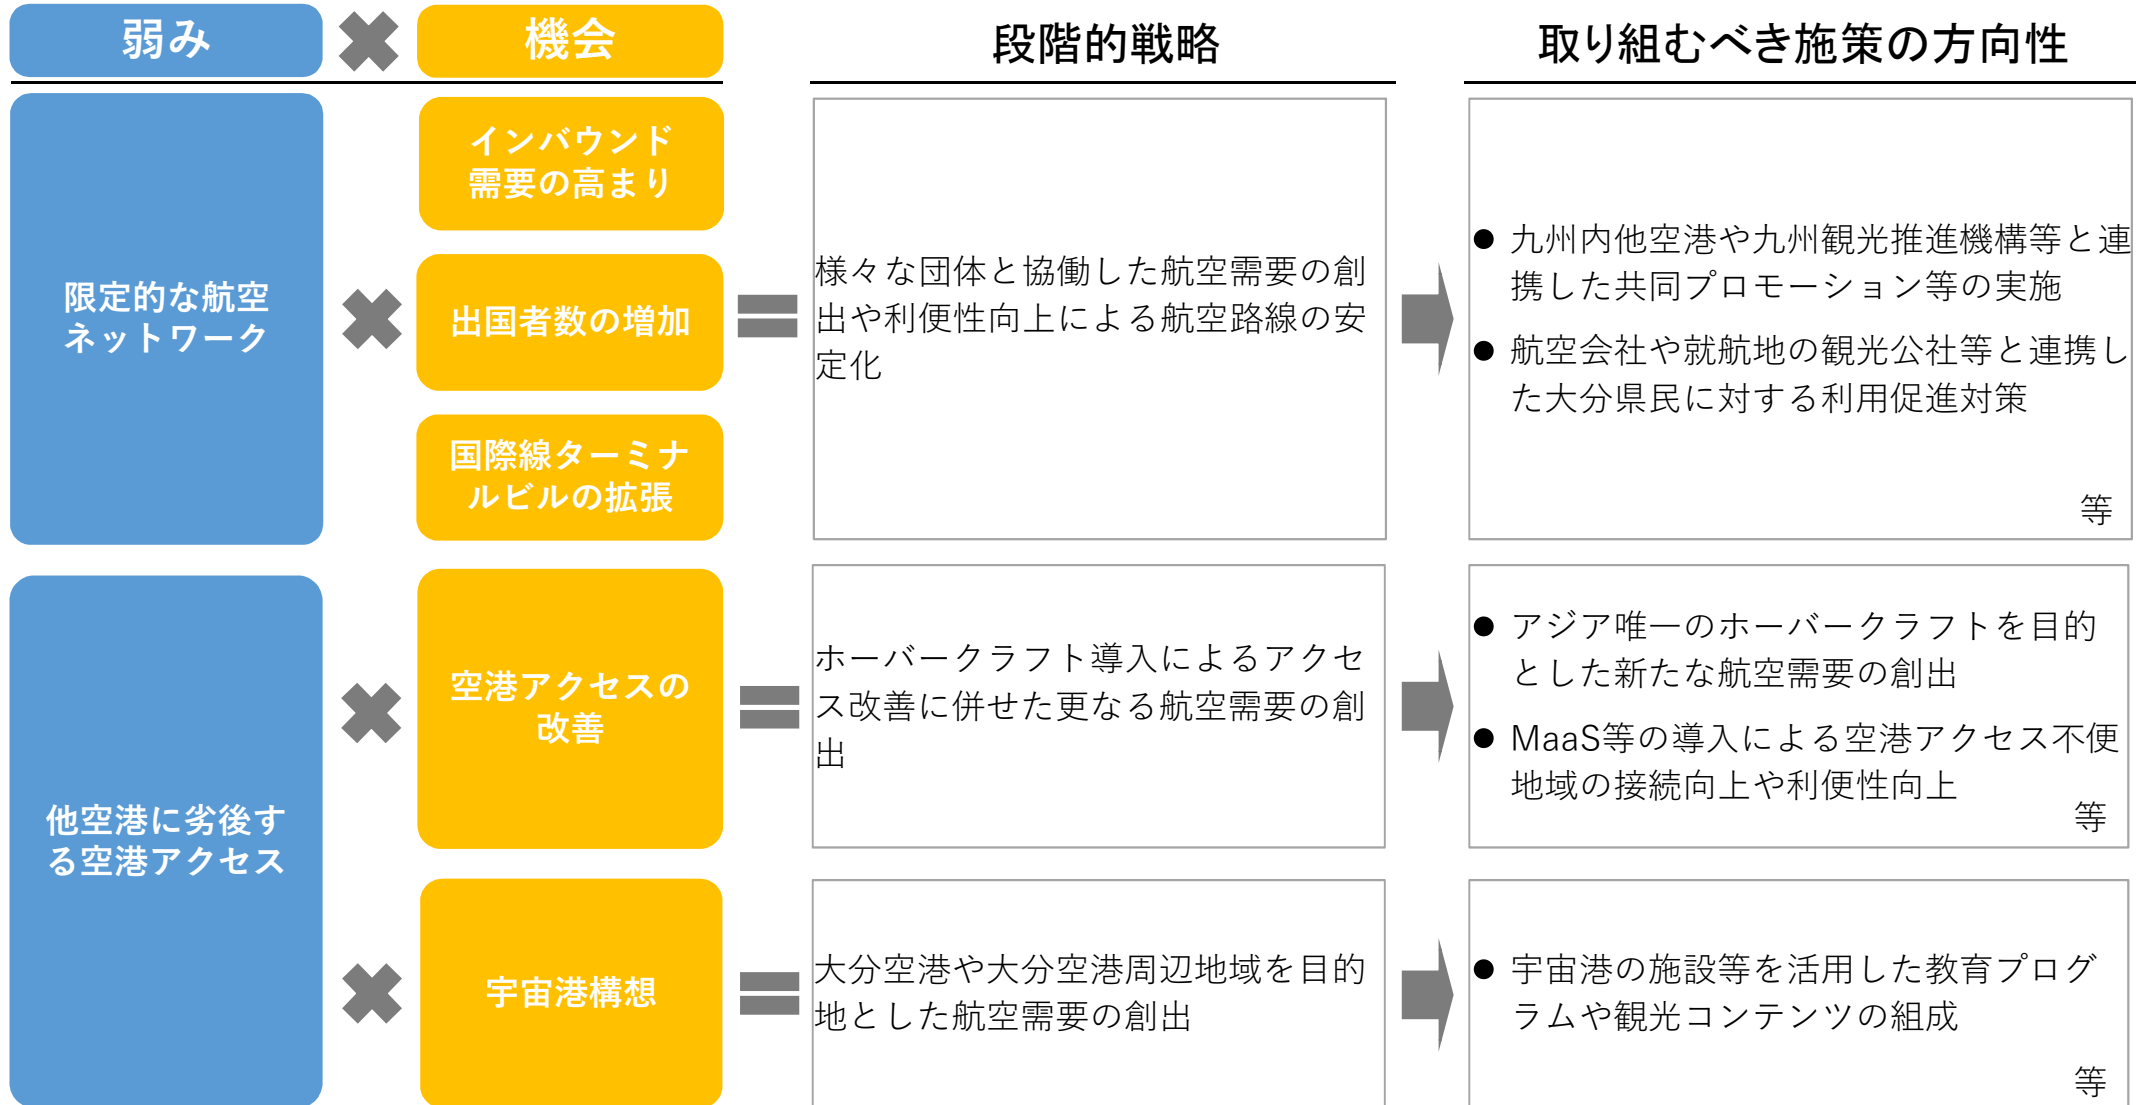 弱み
機会
段階的戦略
取り組むべき施策の方向性
限定的な航空
ネットワーク
インバウンド
需要の高まり
出国者数の増加
国際線ターミナ
ルビルの拡張
様々な団体と協働した航空需要の創
出や利便性向上による航空路線の安
定化
● 九州内他空港や九州観光推進機構等と連
携した共同プロモーション等の実施
● 航空会社や就航地の観光公社等と連携し
た大分県民に対する利用促進対策
等
他空港に劣後す
る空港アクセス
空港アクセスの
改善
ホーバークラフト導入によるアクセ
ス改善に併せた更なる航空需要の創
出
● アジア唯一のホーバークラフトを目的
とした新たな航空需要の創出
● MaaS等の導入による空港アクセス不便
地域の接続向上や利便性向上
等
宇宙港構想
大分空港や大分空港周辺地域を目的
地とした航空需要の創出
● 宇宙港の施設等を活用した教育プログ
ラムや観光コンテンツの組成
等